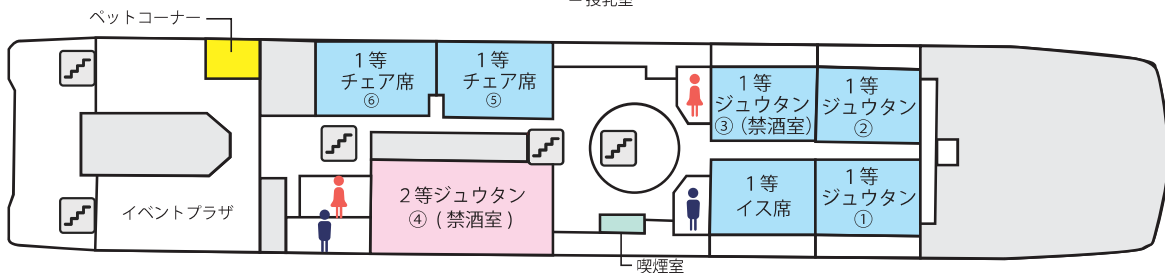 授乳室
ペットコーナー
1等
チェア席
⑥
1等
チェア席
⑤
1等
ジュウタン
③(禁酒室)
1等
ジュウタン
②
2等ジュウタン
④(禁酒室)
1等
イス席
1等
ジュウタン
①
イベントプラザ
喫煙室